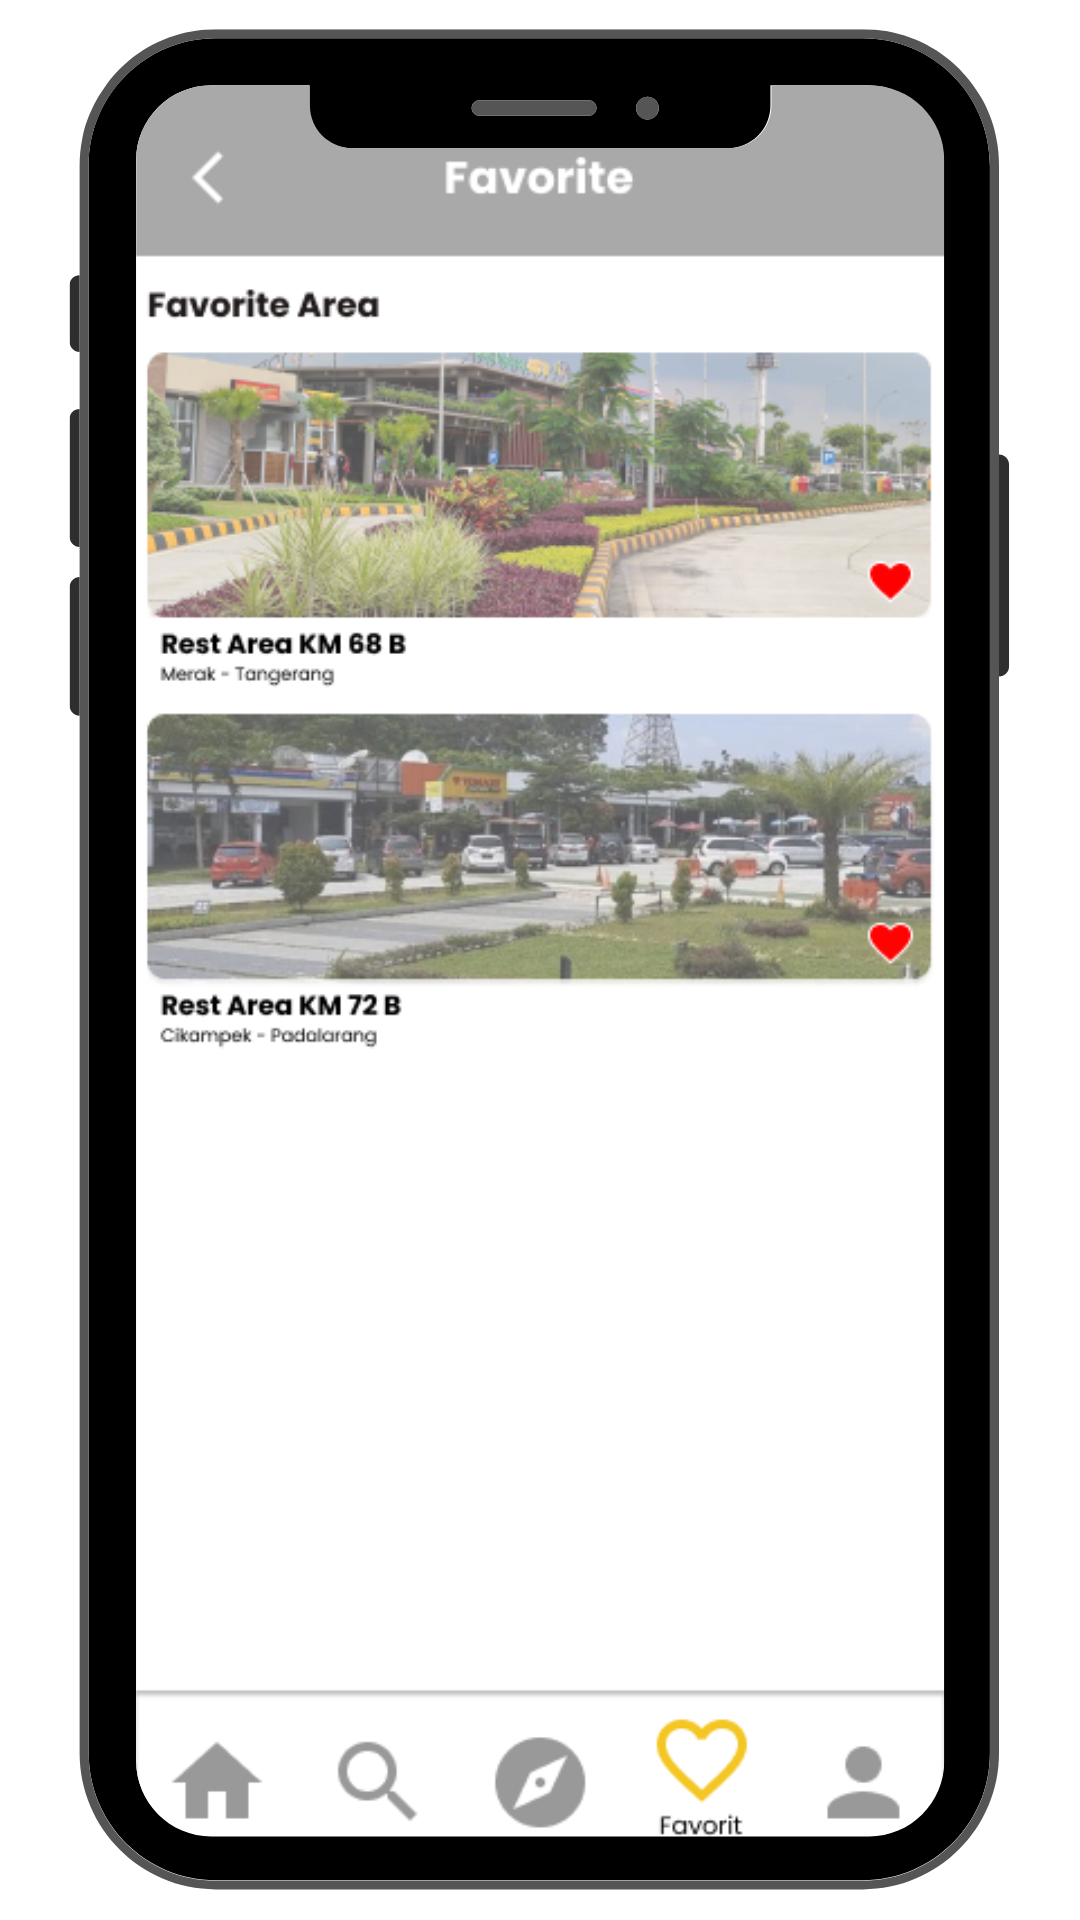 Favorite
Favorite Area
Rest Area KM 68 B
Merak - Tangerang
Rest Area KM 72 B
Cikampek - Padalarang
Favorit